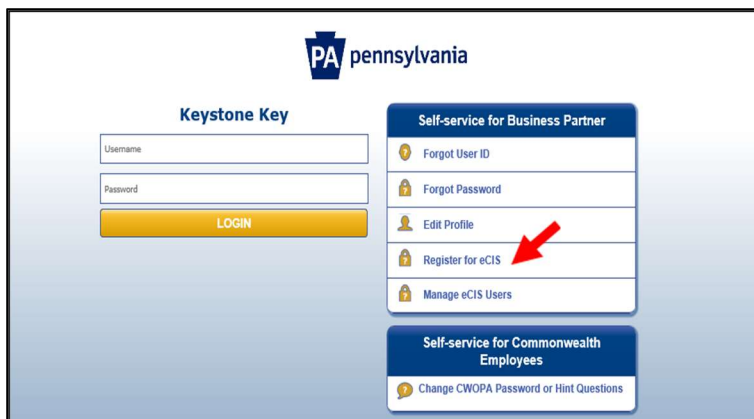 PA pennsylvania
Keystone Key
Username
Password
LOGIN
Self-service for Business Partner
Forgot User ID
Forgot Password
Edit Profile
Register for eCIS
Manage eCIS Users
Self-service for Commonwealth
Employees
Change CWOPA Password or Hint Questions